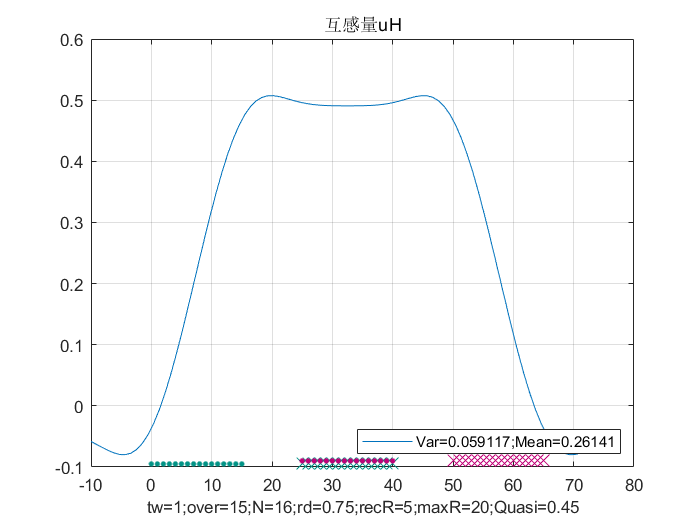 互感量uH
0.6
0.5
0.4
0.3
0.2
0.1
0
-0.1
Var=0.059117;Mean=0.26141
-10 0 10 20 30 40 50 60 70 80
tw=1;over=15;N=16;rd=0.75;recR=5;maxR=20;Quasi=0.45